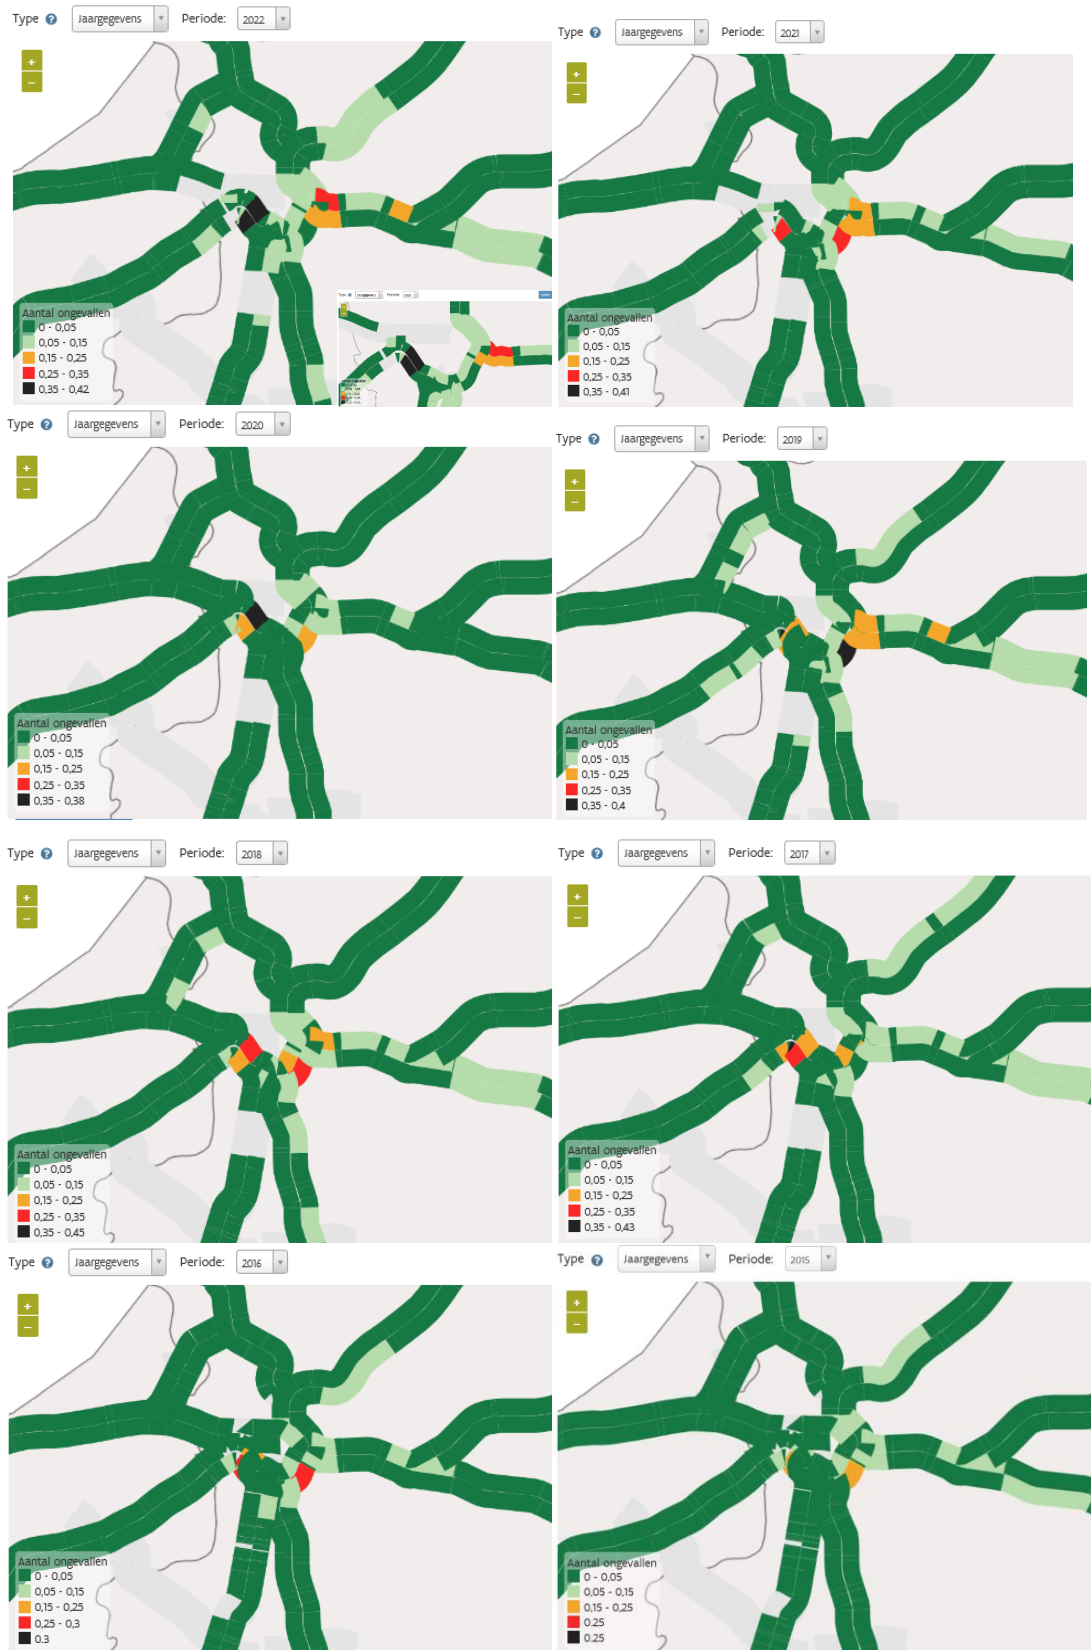 Type ? Jaargegevens Periode: 2022
+
−
Aantal ongevallen
0 - 0,05
0,05 - 0,15
0,15 - 0,25
0,25 - 0,35
0,35 - 0,42
Type Periode:
Type ? Jaargegevens Periode: 2021
+
−
Aantal ongevallen
0 - 0,05
0,05 - 0,15
0,15 - 0,25
0,25 - 0,35
0,35 - 0,41
Type ? Jaargegevens Periode: 2020
+
−
Aantal ongevallen
0 - 0,05
0,05 - 0,15
0,15 - 0,25
0,25 - 0,35
0,35 - 0,38
Type ? Jaargegevens Periode: 2019
+
−
Aantal ongevallen
0 - 0,05
0,05 - 0,15
0,15 - 0,25
0,25 - 0,35
0,35 - 0,4
Type ? Jaargegevens Periode: 2018
+
−
Aantal ongevallen
0 - 0,05
0,05 - 0,15
0,15 - 0,25
0,25 - 0,35
0,35 - 0,45
Type ? Jaargegevens Periode: 2017
+
−
Aantal ongevallen
0 - 0,05
0,05 - 0,15
0,15 - 0,25
0,25 - 0,35
0,35 - 0,43
Type ? Jaargegevens Periode: 2016
+
−
Aantal ongevallen
0 - 0,05
0,05 - 0,15
0,15 - 0,25
0,25 - 0,3
0.3
Type ? Jaargegevens Periode: 2015
+
−
Aantal ongevallen
0 - 0,05
0,05 - 0,15
0,15 - 0,25
0.25
0.25